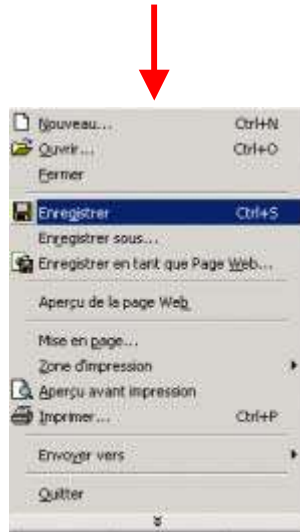 Nouveau... Ctrl+N
Ouvrir... Ctrl+O
Fermer
Enregistrer Ctrl+S
Enregistrer sous...
Enregistrer en tant que Page Web...
Aperçu de la page Web
Mise en page...
Zone d'impression
Aperçu avant impression
Imprimer... Ctrl+P
Envoyer vers
Quitter